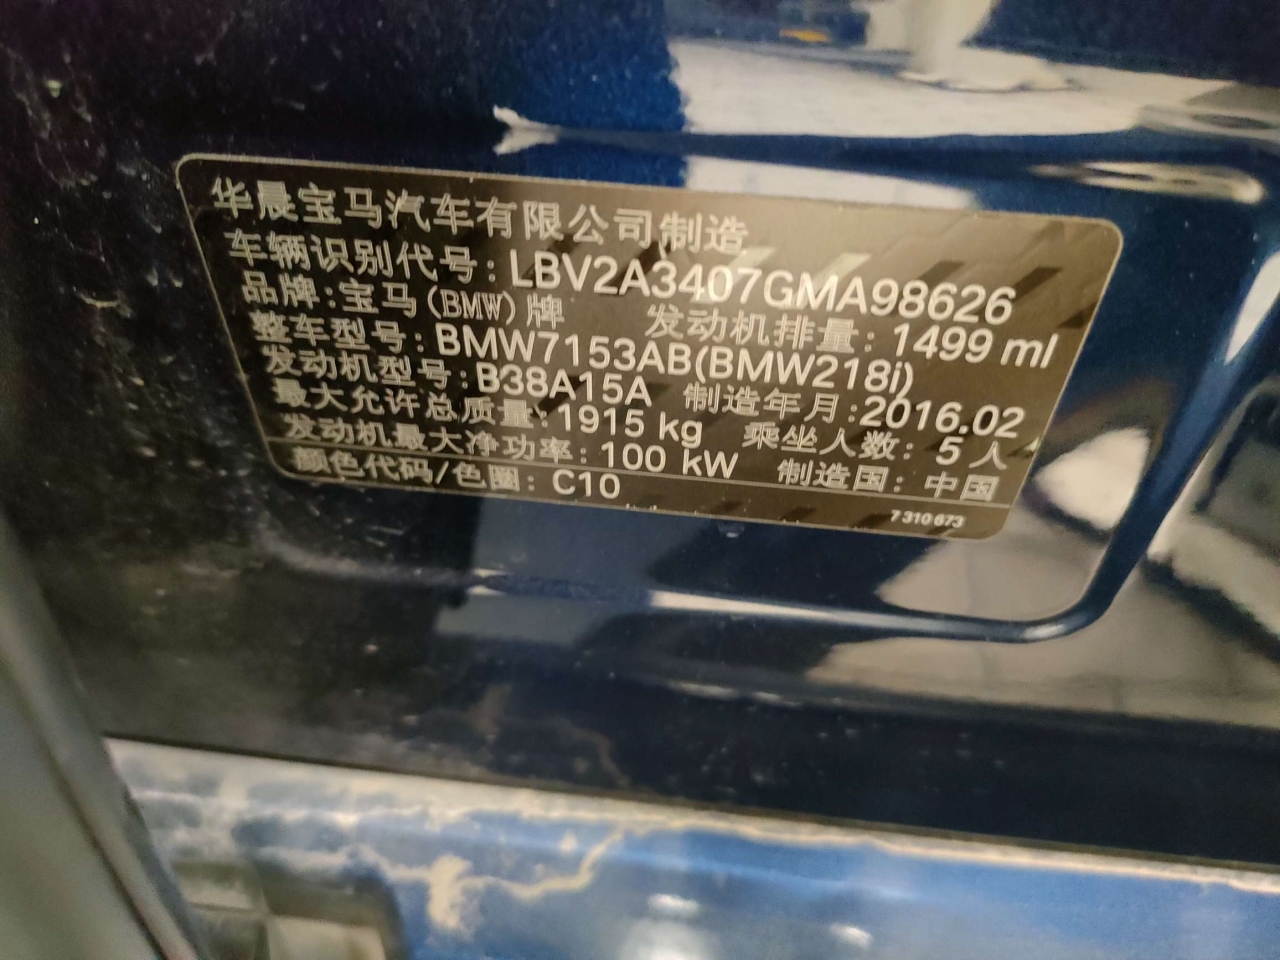 华晨宝马汽车有限公司制造
车辆识别代号：LBV2A3407GMA98626
品牌：宝马(BMW)牌 发动机排量：1499 ml
整车型号：BMW7153AB(BMW218i)
发动机型号：B38A15A 制造年月：2016.02
最大允许总质量：1915 kg 乘坐人数：5 人
发动机最大净功率：100 kW 制造国：中国
颜色代码/色圈：C10
7 310 673